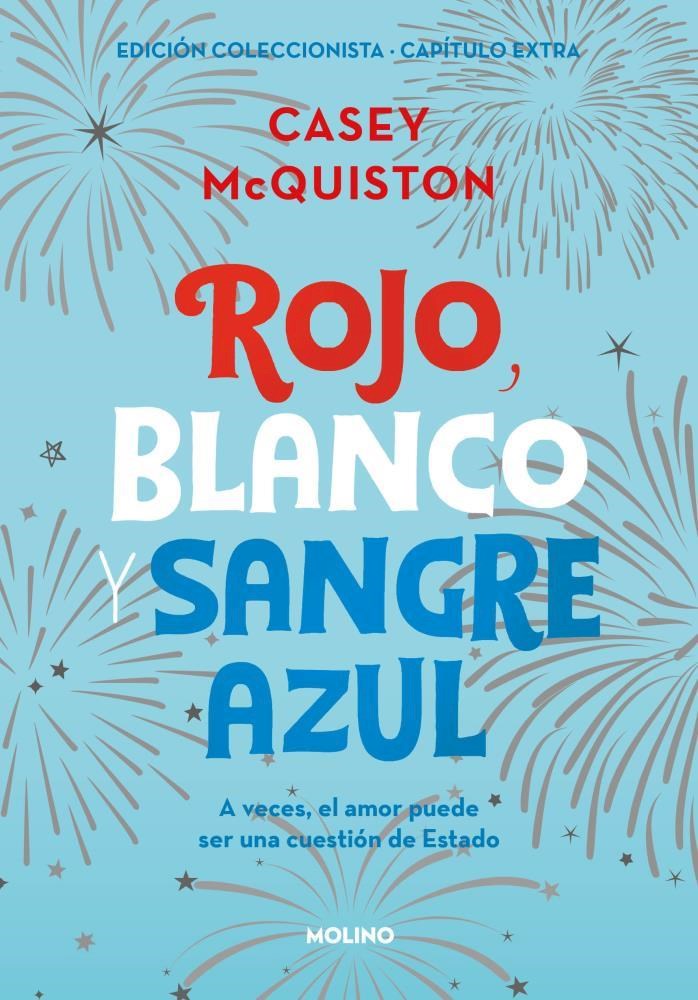 EDICIÓN COLECCIONISTA · CAPÍTULO EXTRA
CASEY
McQUISTON
ROJO,
BLANCO
Y SANGRE
AZUL
A veces, el amor puede
ser una cuestión de Estado
MOLINO